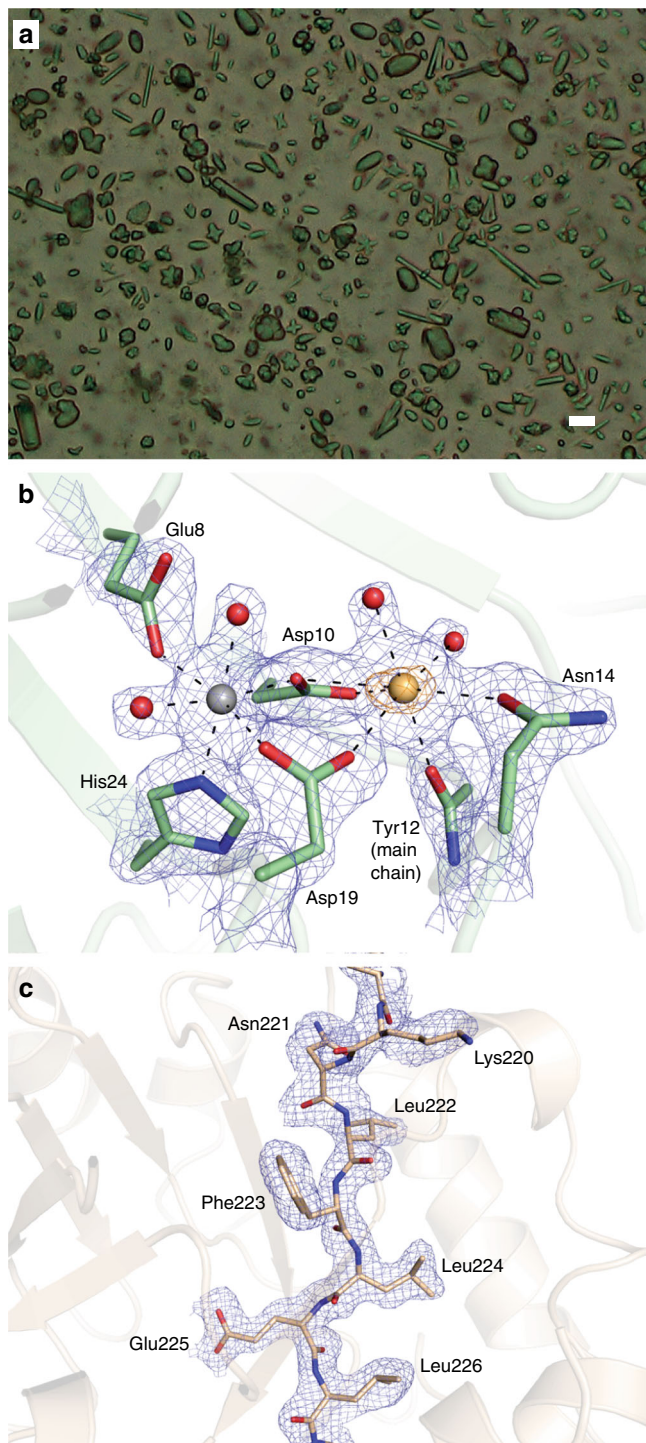 a
b
Glu8
Asp10
Asn14
His24
Tyr12
(main
chain)
Asp19
c
Asn221
Lys220
Leu222
Phe223
Leu224
Glu225
Leu226